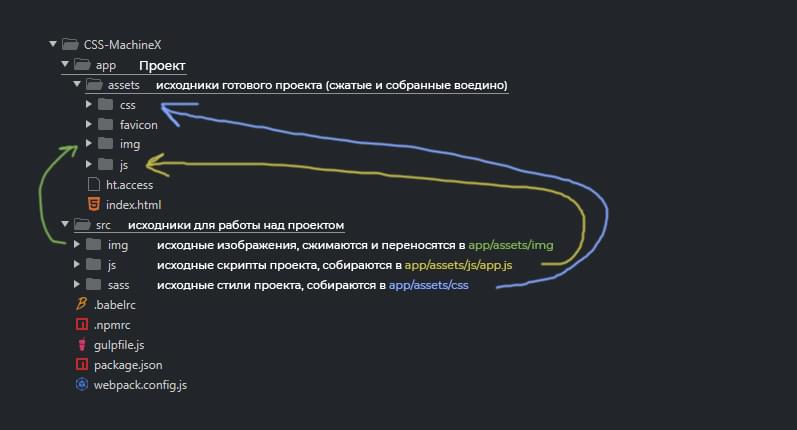 CSS-MachineX
app Проект
assets исходники готового проекта (сжатые и собранные воедино)
css
favicon
img
js
ht.access
index.html
src исходники для работы над проектом
img исходные изображения, сжимаются и переносятся в app/assets/img
js исходные скрипты проекта, собираются в app/assets/js/app.js
sass исходные стили проекта, собираются в app/assets/css
.babelrc
.npmrc
gulpfile.js
package.json
webpack.config.js